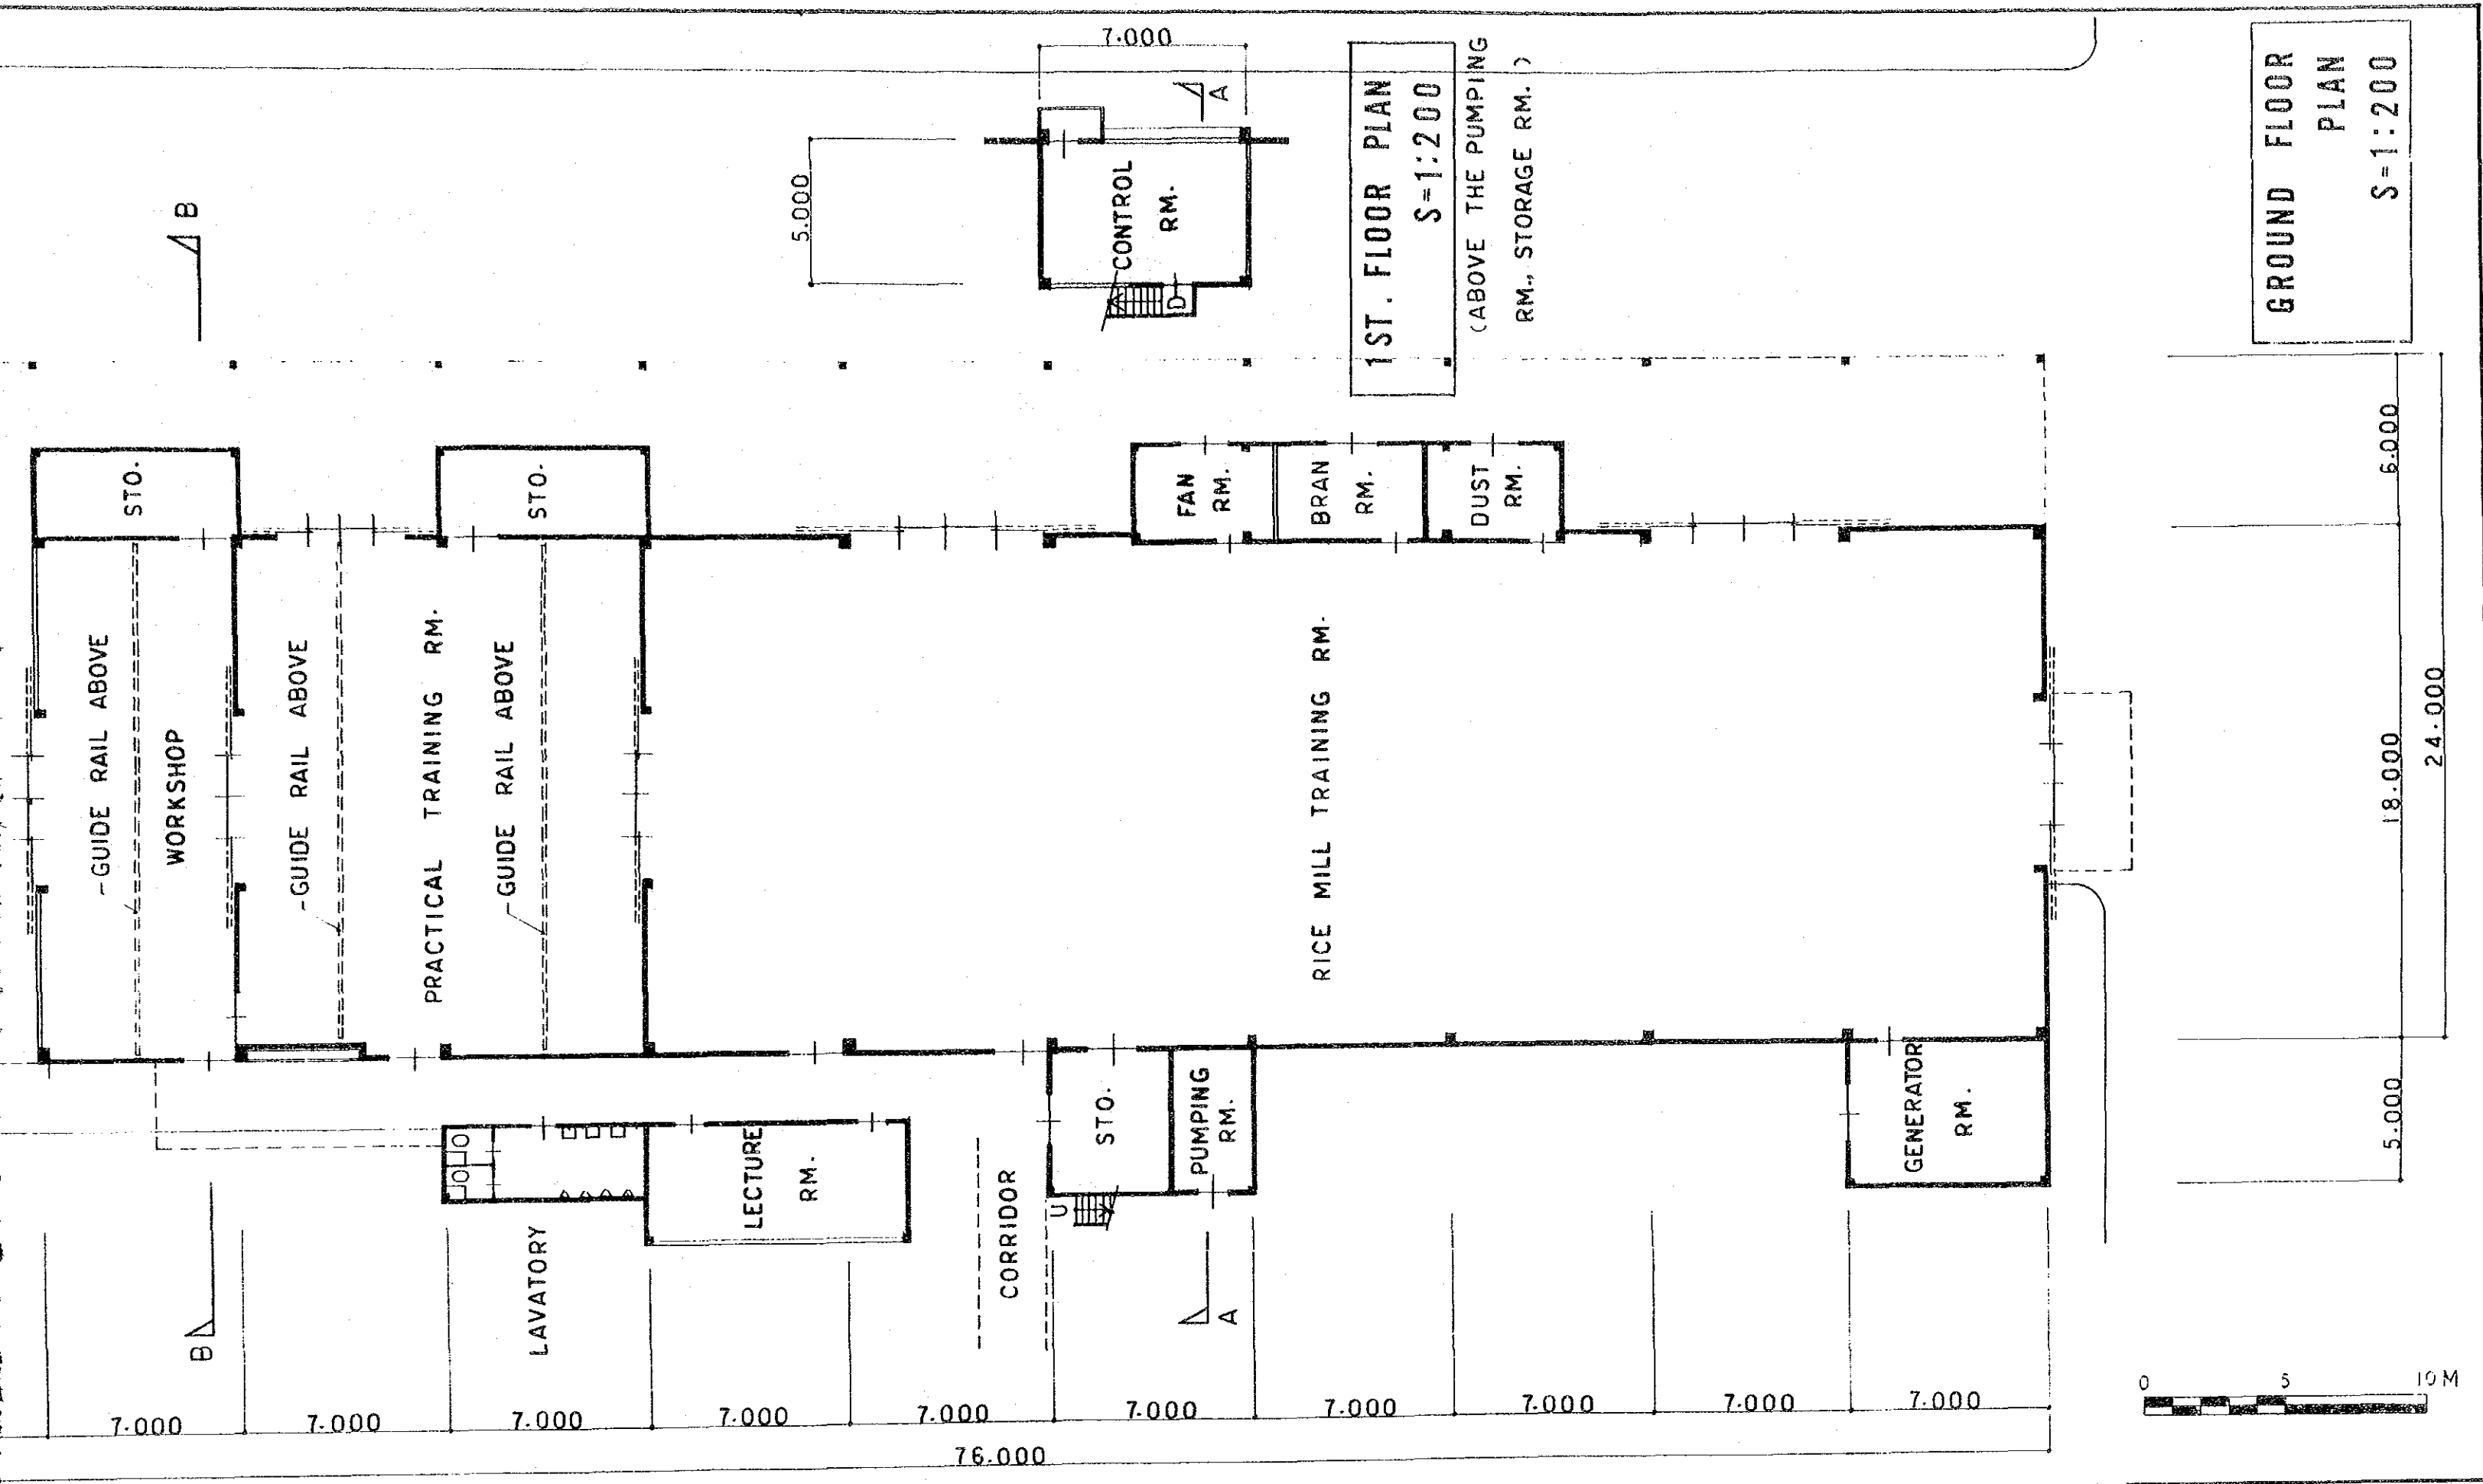 7.000
A
B
5.000
CONTROL
RM.
D
1ST. FLOOR PLAN
S=1:200
(ABOVE THE PUMPING
RM., STORAGE RM.)
GROUND FLOOR
PLAN
S=1:200
STO.
STO.
FAN
RM.
BRAN
RM.
DUST
RM.
GUIDE RAIL ABOVE
WORKSHOP
GUIDE RAIL ABOVE
PRACTICAL TRAINING RM.
GUIDE RAIL ABOVE
RICE MILL TRAINING RM.
6.000
18.000
24.000
5.000
LECTURE
RM.
LAVATORY
CORRIDOR
STO.
PUMPING
RM.
U
GENERATOR
RM.
B
A
7.000
7.000
7.000
7.000
7.000
7.000
7.000
7.000
7.000
7.000
76.000
0 5 10M